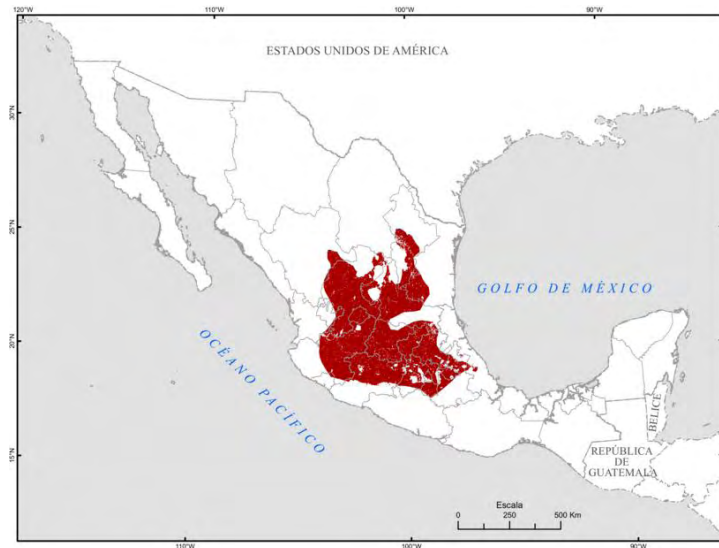 120°W
110°W
100°W
90°W
ESTADOS UNIDOS DE AMÉRICA
30°N
25°N
GOLFO DE MÉXICO
20°N
OCÉANO PACÍFICO
BELICE
REPÚBLICA
DE
GUATEMALA
15°N
Escala
0 250 500 Km
110°W
100°W
90°W